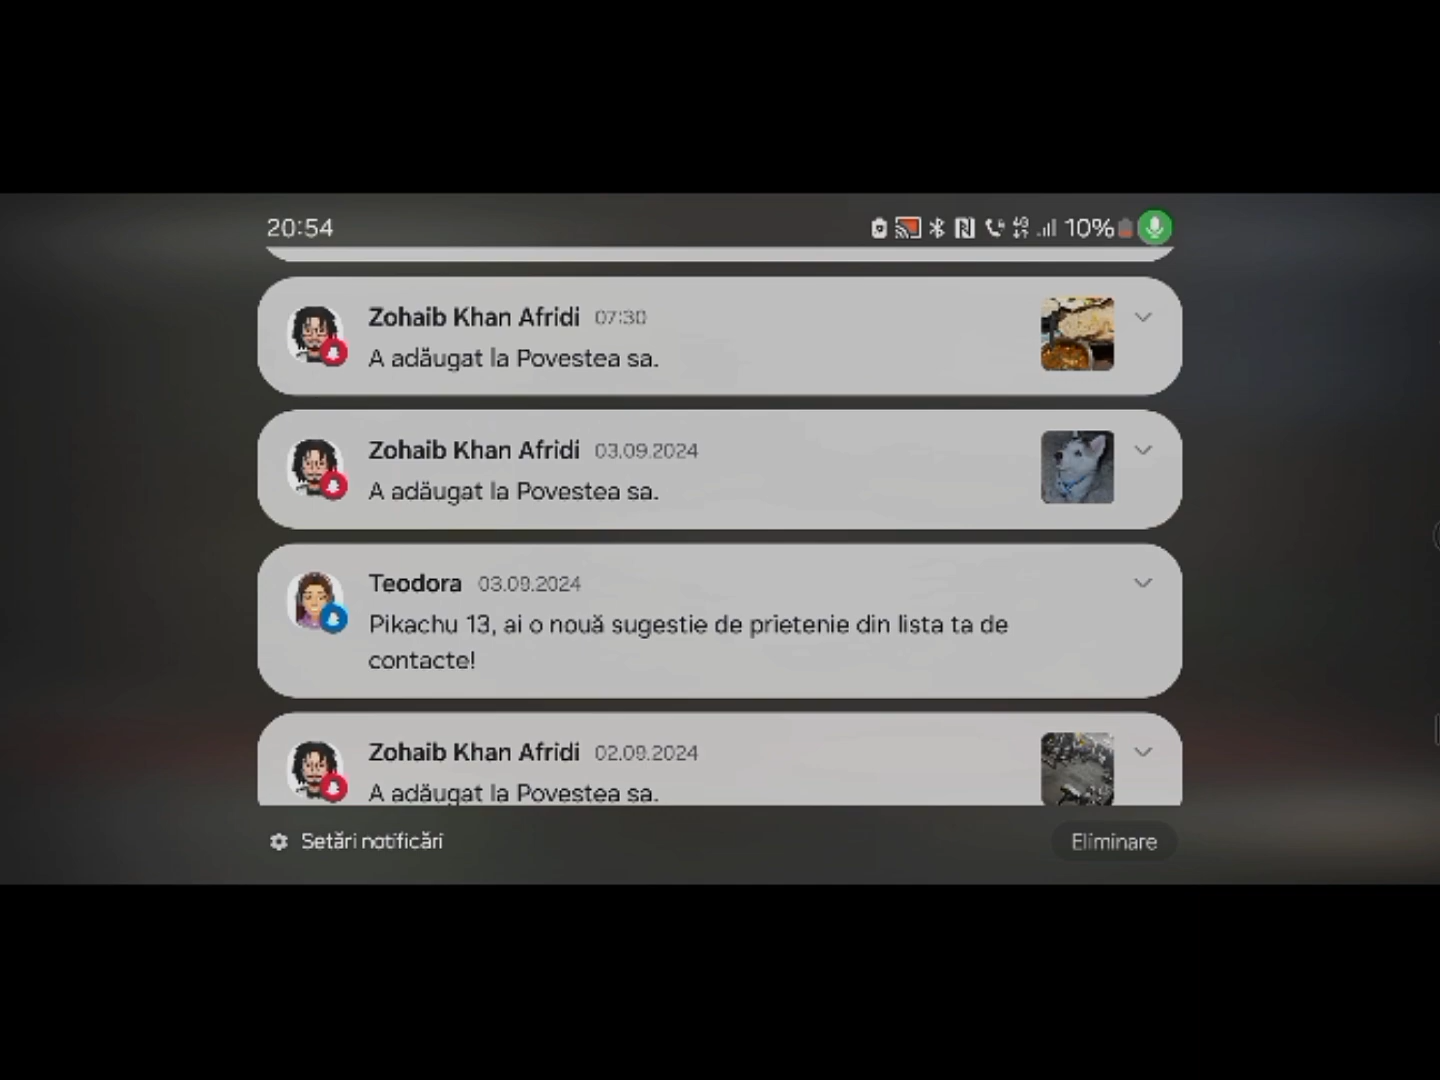 20:54
10%
Zohaib Khan Afridi 07:30
A adăugat la Povestea sa.
Zohaib Khan Afridi 03.09.2024
A adăugat la Povestea sa.
Teodora 03.09.2024
Pikachu 13, ai o nouă sugestie de prietenie din lista ta de
contacte!
Zohaib Khan Afridi 02.09.2024
A adăugat la Povestea sa.
Setări notificări
Eliminare